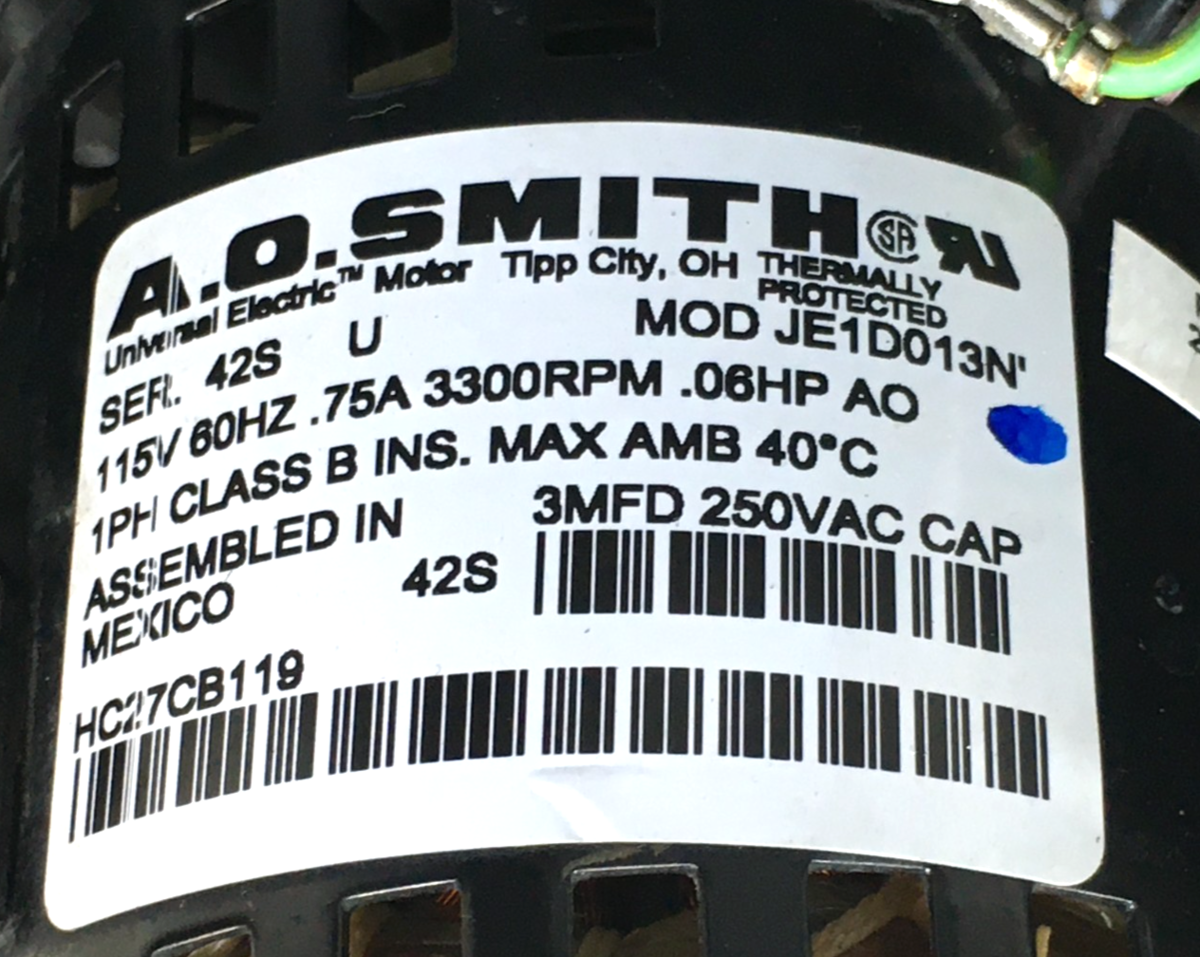 A.O.SMITH
Universal Electric™ Motor Tipp City, OH THERMALLY
PROTECTED
SER. 42S U MOD JE1D013N'
115V 60HZ .75A 3300RPM .06HP AO
1PH CLASS B INS. MAX AMB 40°C
ASSEMBLED IN
MEXICO
3MFD 250VAC CAP
42S
HC27CB119